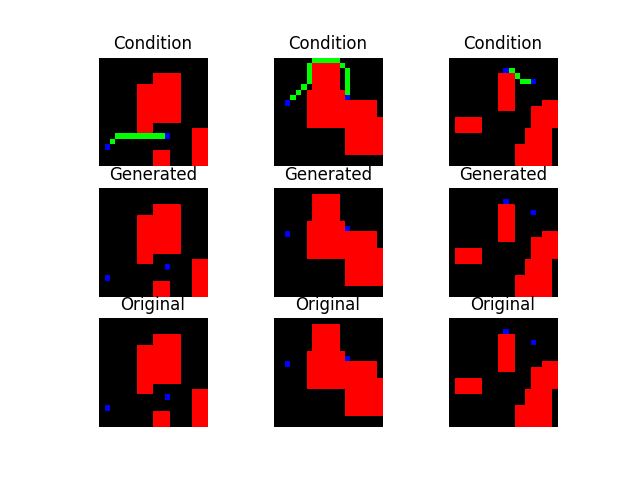 Condition Condition Condition
Generated Generated Generated
Original Original Original